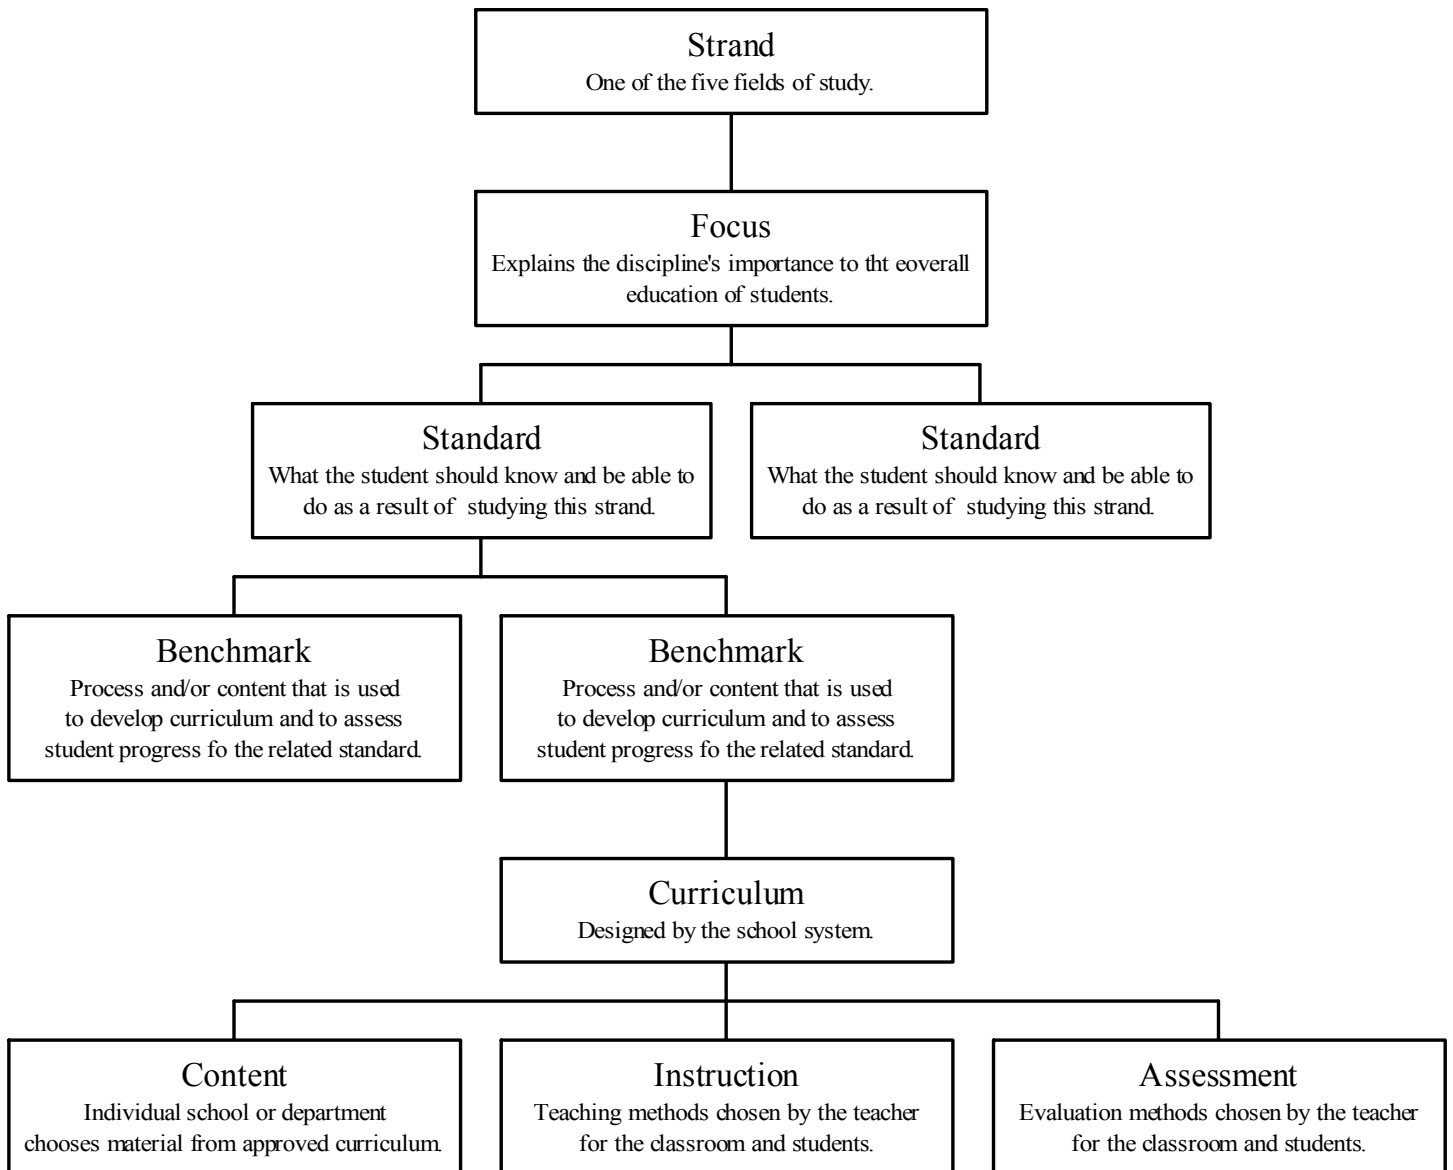 Strand
One of the five fields of study.
Focus
Explains the discipline's importance to tht eoverall
education of students.
Standard
What the student should know and be able to
do as a result of  studying this strand.
Standard
What the student should know and be able to
do as a result of  studying this strand.
Benchmark
Process and/or content that is used
to develop curriculum and to assess
student progress fo the related standard.
Benchmark
Process and/or content that is used
to develop curriculum and to assess
student progress fo the related standard.
Curriculum
Designed by the school system.
Content
Individual school or department
chooses material from approved curriculum.
Instruction
Teaching methods chosen by the teacher
for the classroom and students.
Assessment
Evaluation methods chosen by the teacher
for the classroom and students.